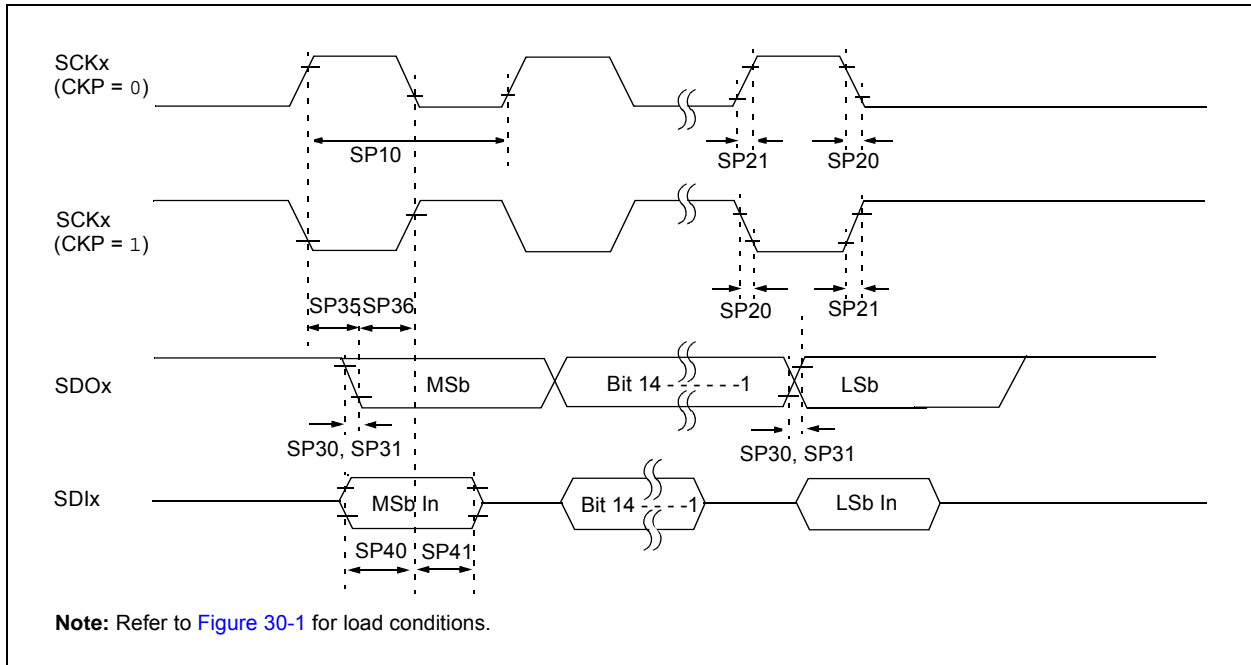 SCKx
(CKP = 0)
SP10
SP21
SP20
SCKx
(CKP = 1)
SP35 SP36
SP20
SP21
SDOx
MSb
Bit 14 - - - - - -1
LSb
SP30, SP31
SP30, SP31
SDIx
MSb In
Bit 14 - - - -1
LSb In
SP40
SP41
Note: Refer to Figure 30-1 for load conditions.